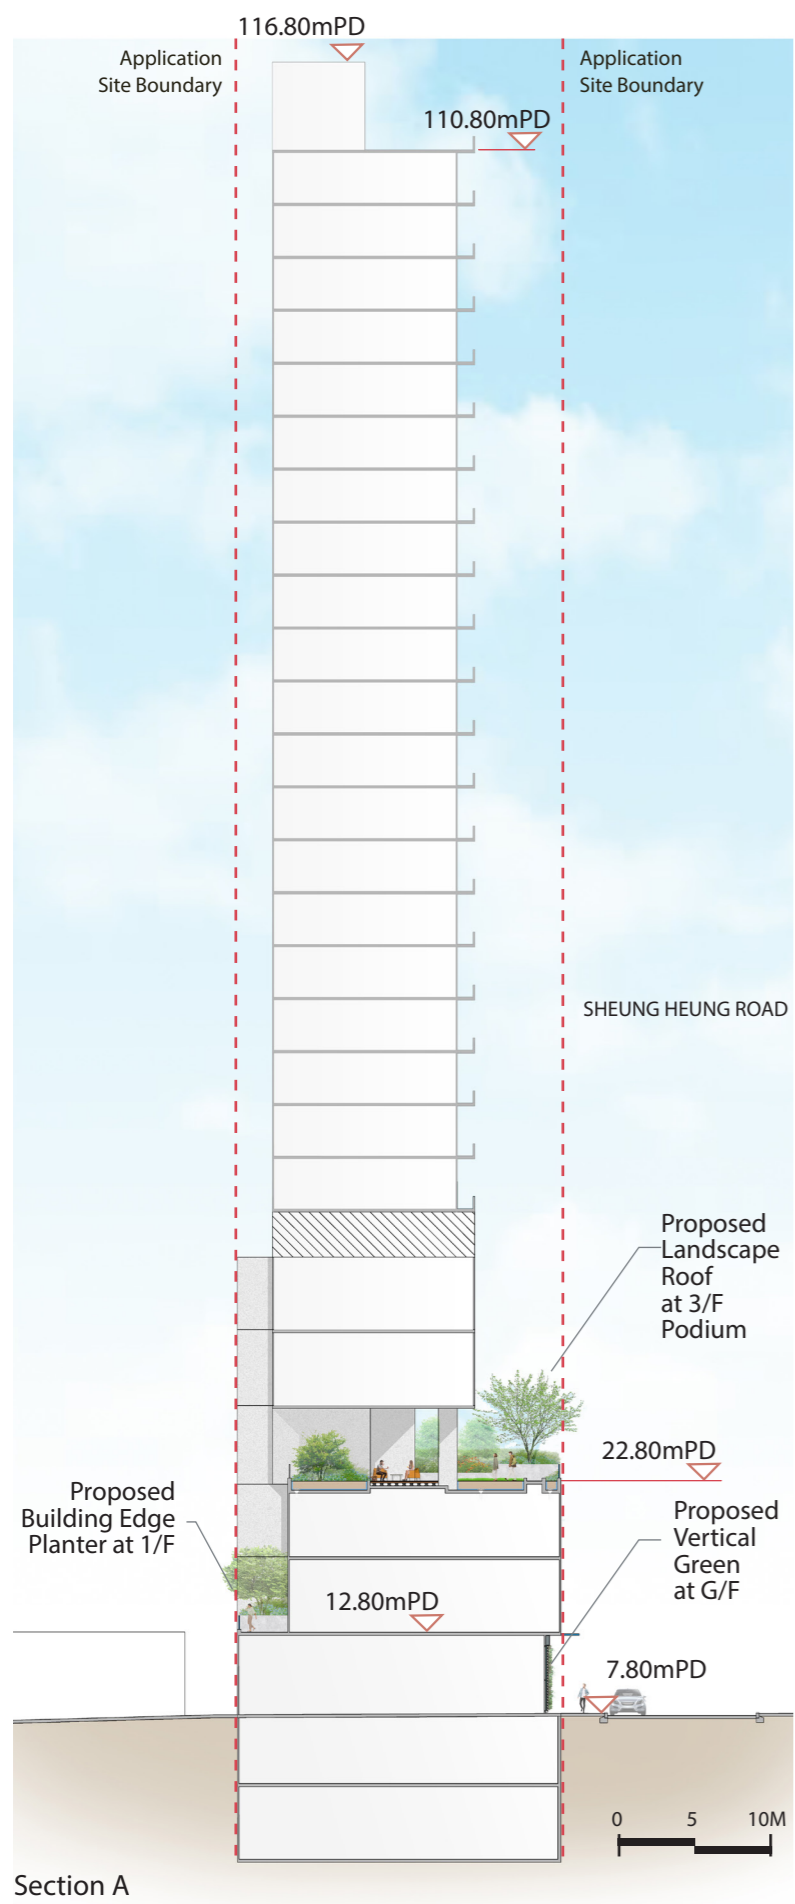 116.80mPD
Application
Site Boundary
Application
Site Boundary
110.80mPD
SHEUNG HEUNG ROAD
Proposed
Landscape
Roof
at 3/F
Podium
22.80mPD
Proposed
Building Edge
Planter at 1/F
Proposed
Vertical
Green
at G/F
12.80mPD
7.80mPD
0 5 10M
Section A